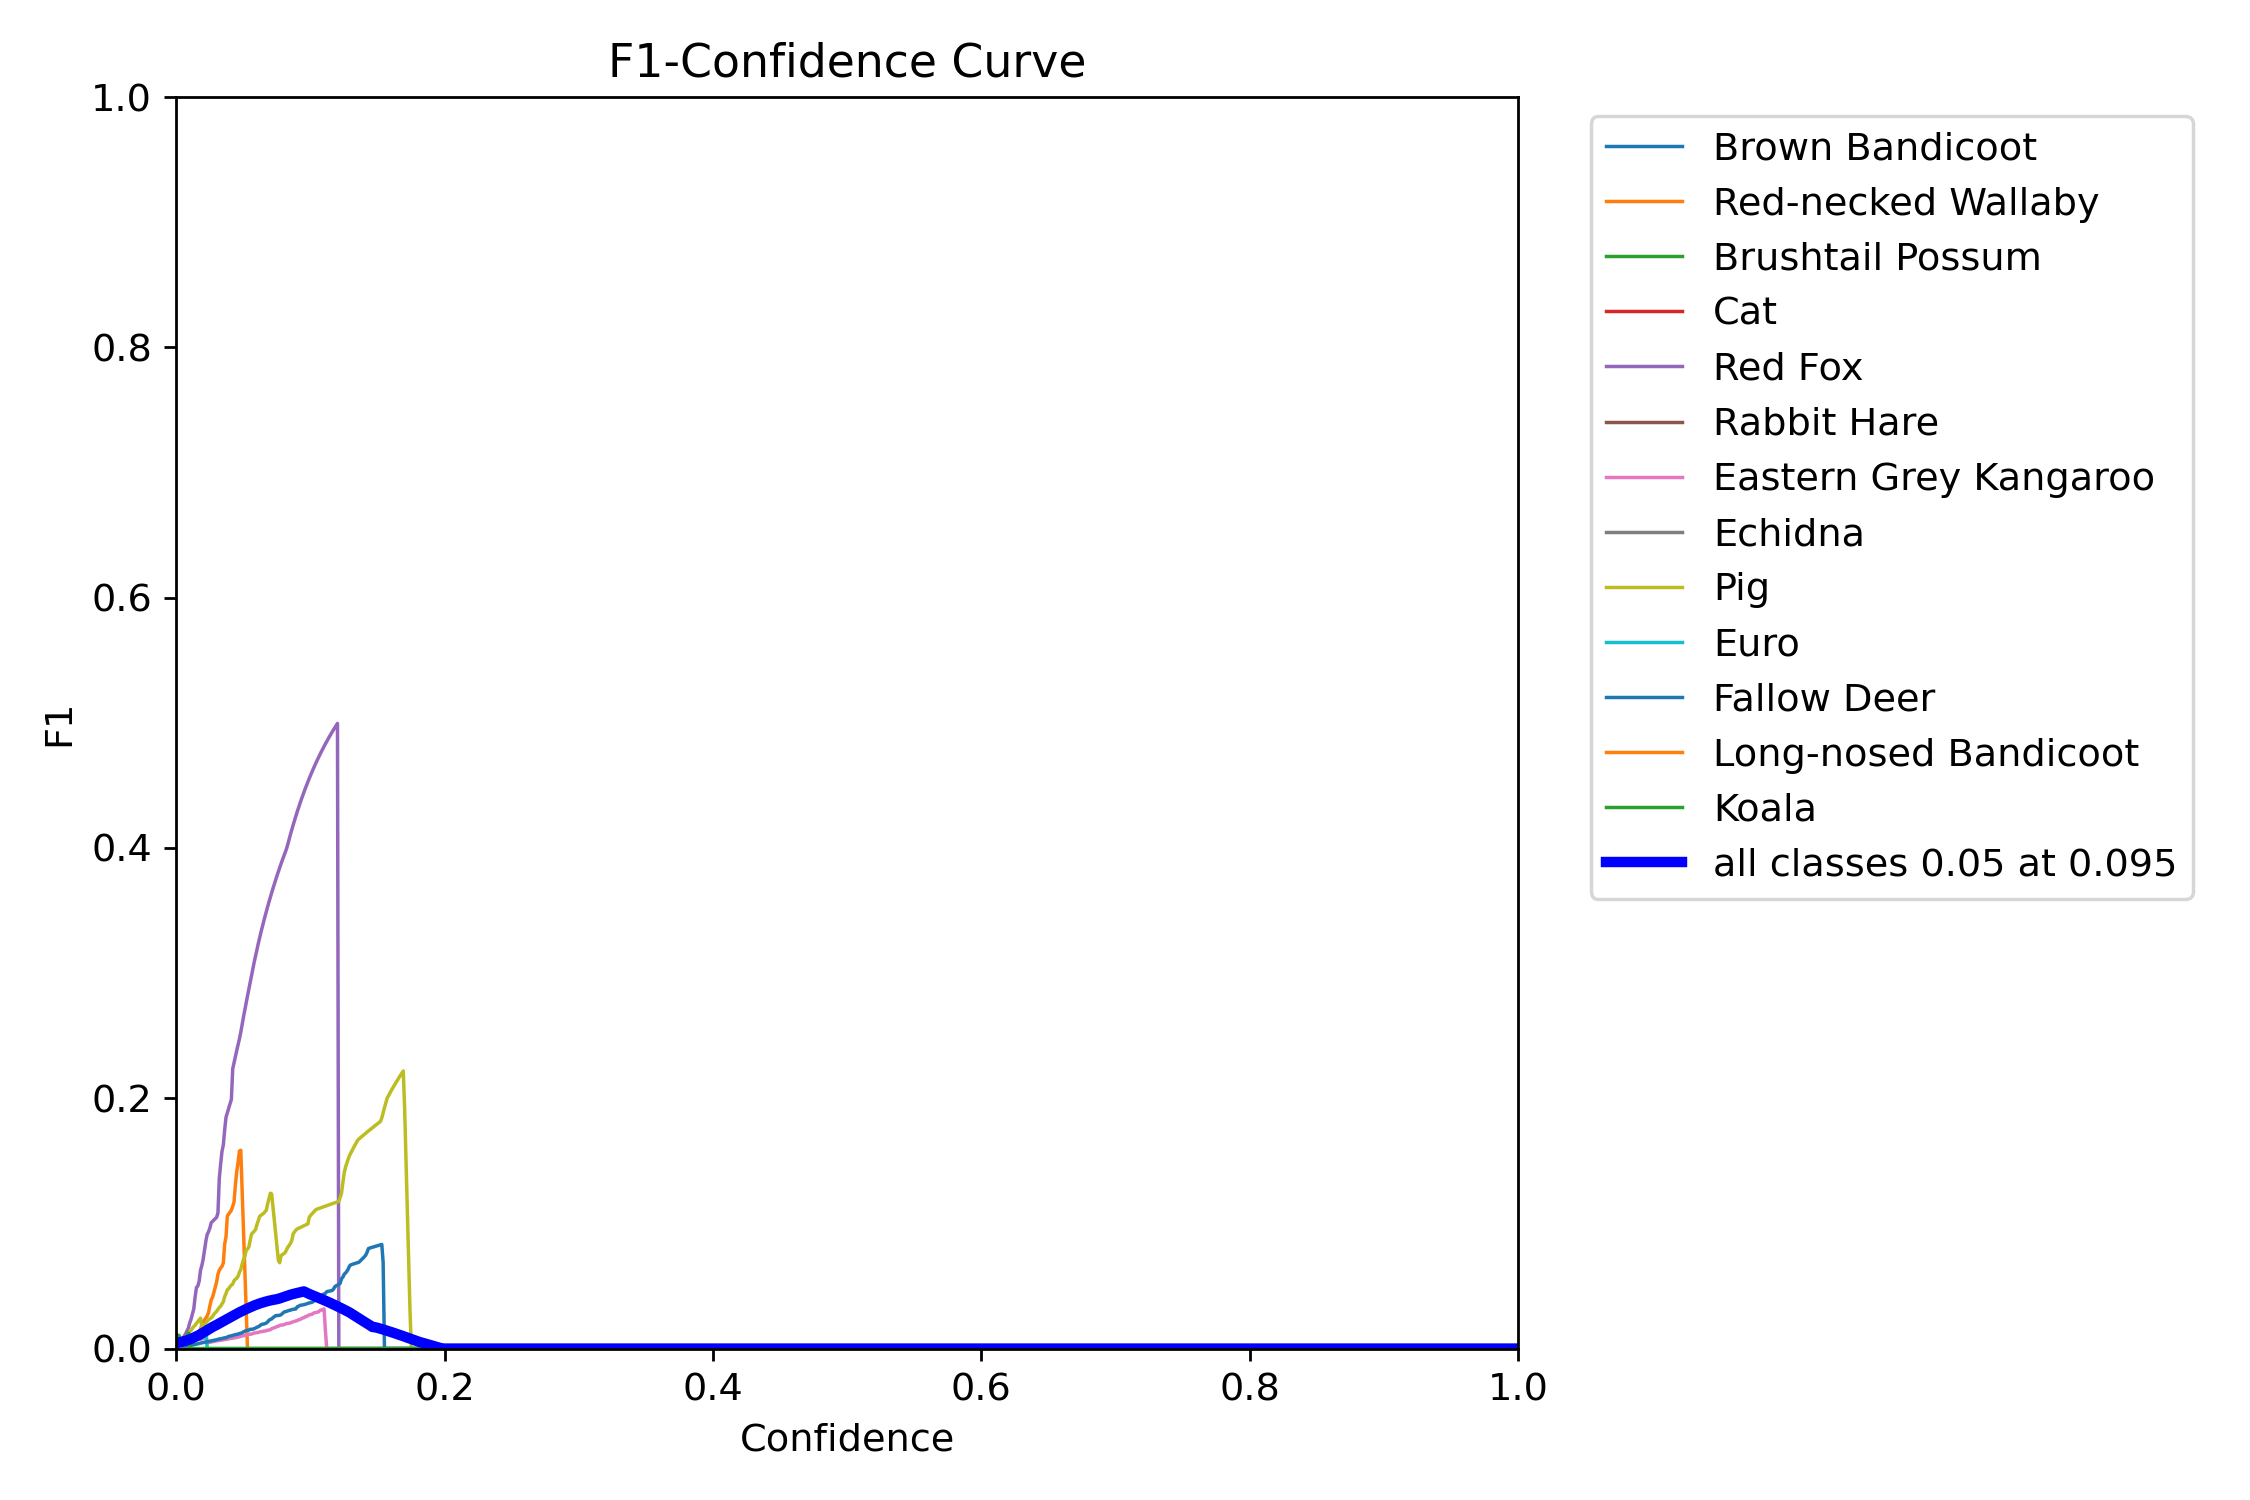 F1-Confidence Curve
1.0
0.8
0.6
0.4
0.2
0.0
F1
0.0 0.2 0.4 0.6 0.8 1.0
Confidence
Brown Bandicoot
Red-necked Wallaby
Brushtail Possum
Cat
Red Fox
Rabbit Hare
Eastern Grey Kangaroo
Echidna
Pig
Euro
Fallow Deer
Long-nosed Bandicoot
Koala
all classes 0.05 at 0.095